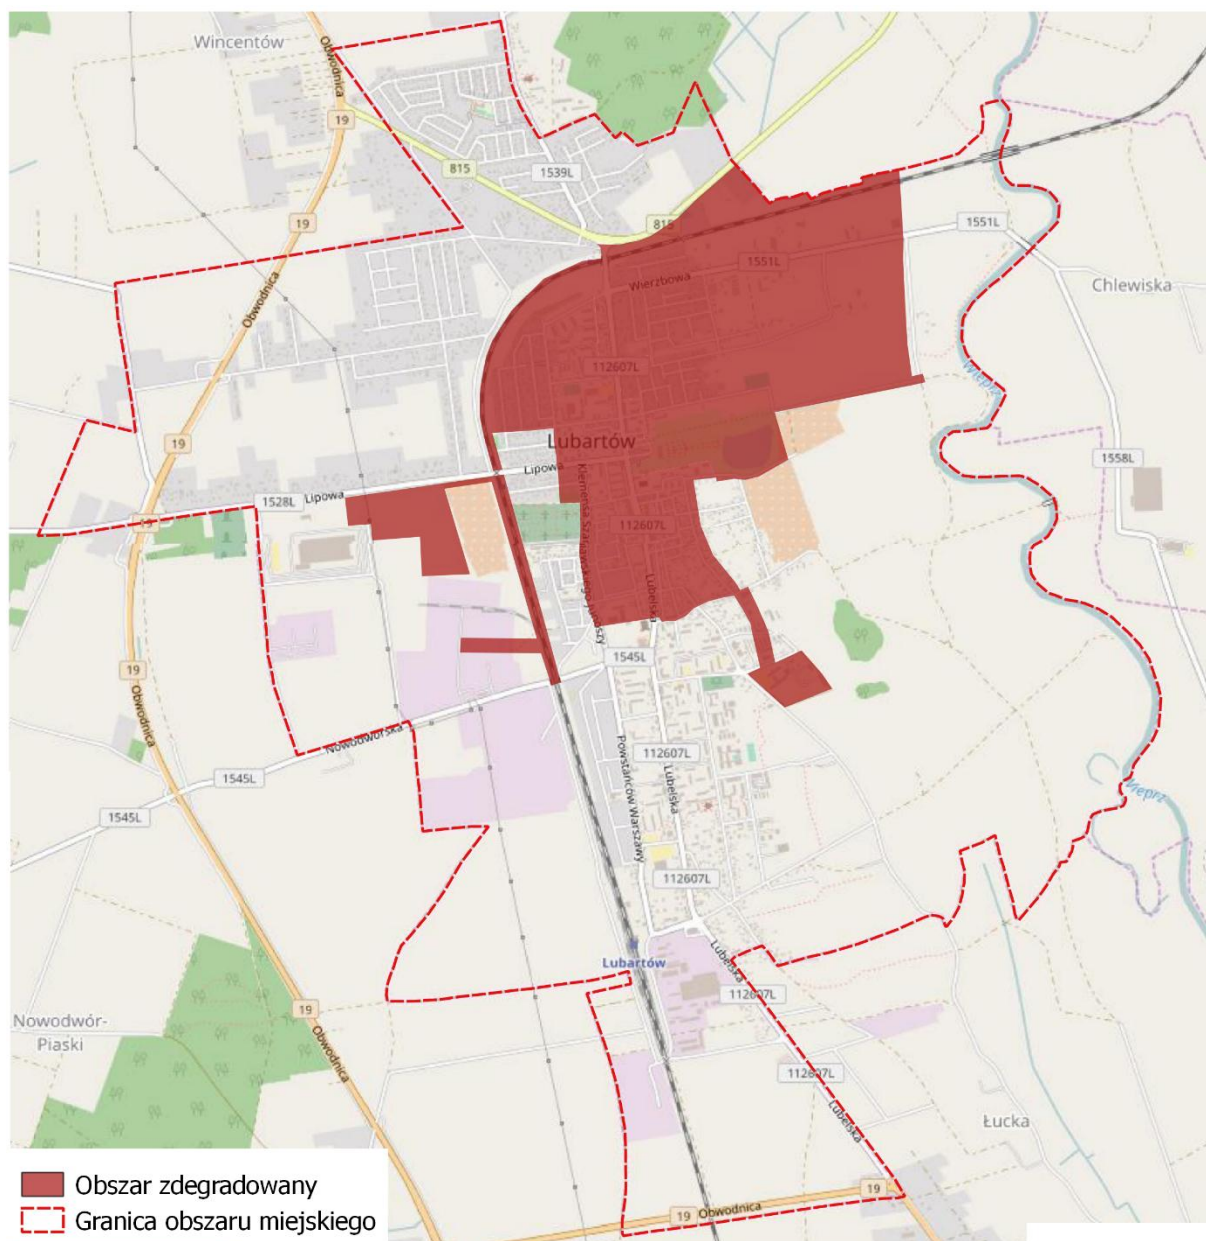 Wincentów
Obwodnica
19
815
1539L
19
815
1551L
1551L
Wierzbowa
Chlewiska
Obwodnica
112607L
Wieprz
19
Lubartów
Lipowa
1558L
Lipowa
1528L
19
112607L
Lubelska
1545L
19
Obwodnica
Nowodworska
1545L
1545L
Powstańców Warszawy
112607L
Lubelska
Wieprz
112607L
Lubelska
Lubartów
112607L
19
Nowodwór-
Piaski
Obwodnica
112607L
Lubelska
Łucka
19
19
Obwodnica
Obszar zdegradowany
Granica obszaru miejskiego